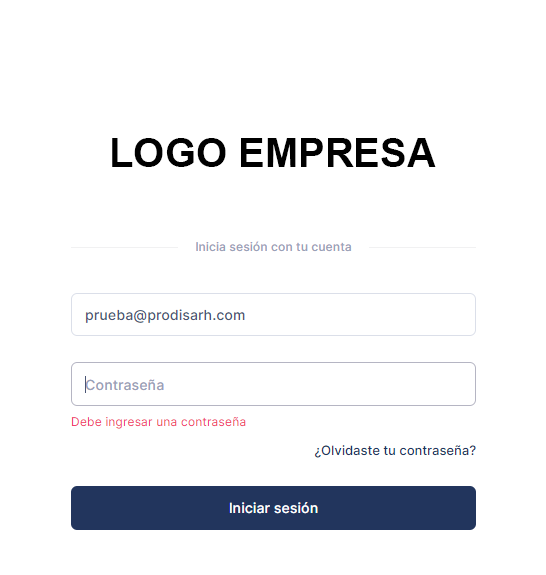 LOGO EMPRESA
Inicia sesión con tu cuenta
prueba@prodisarh.com
Contraseña
Debe ingresar una contraseña
¿Olvidaste tu contraseña?
Iniciar sesión